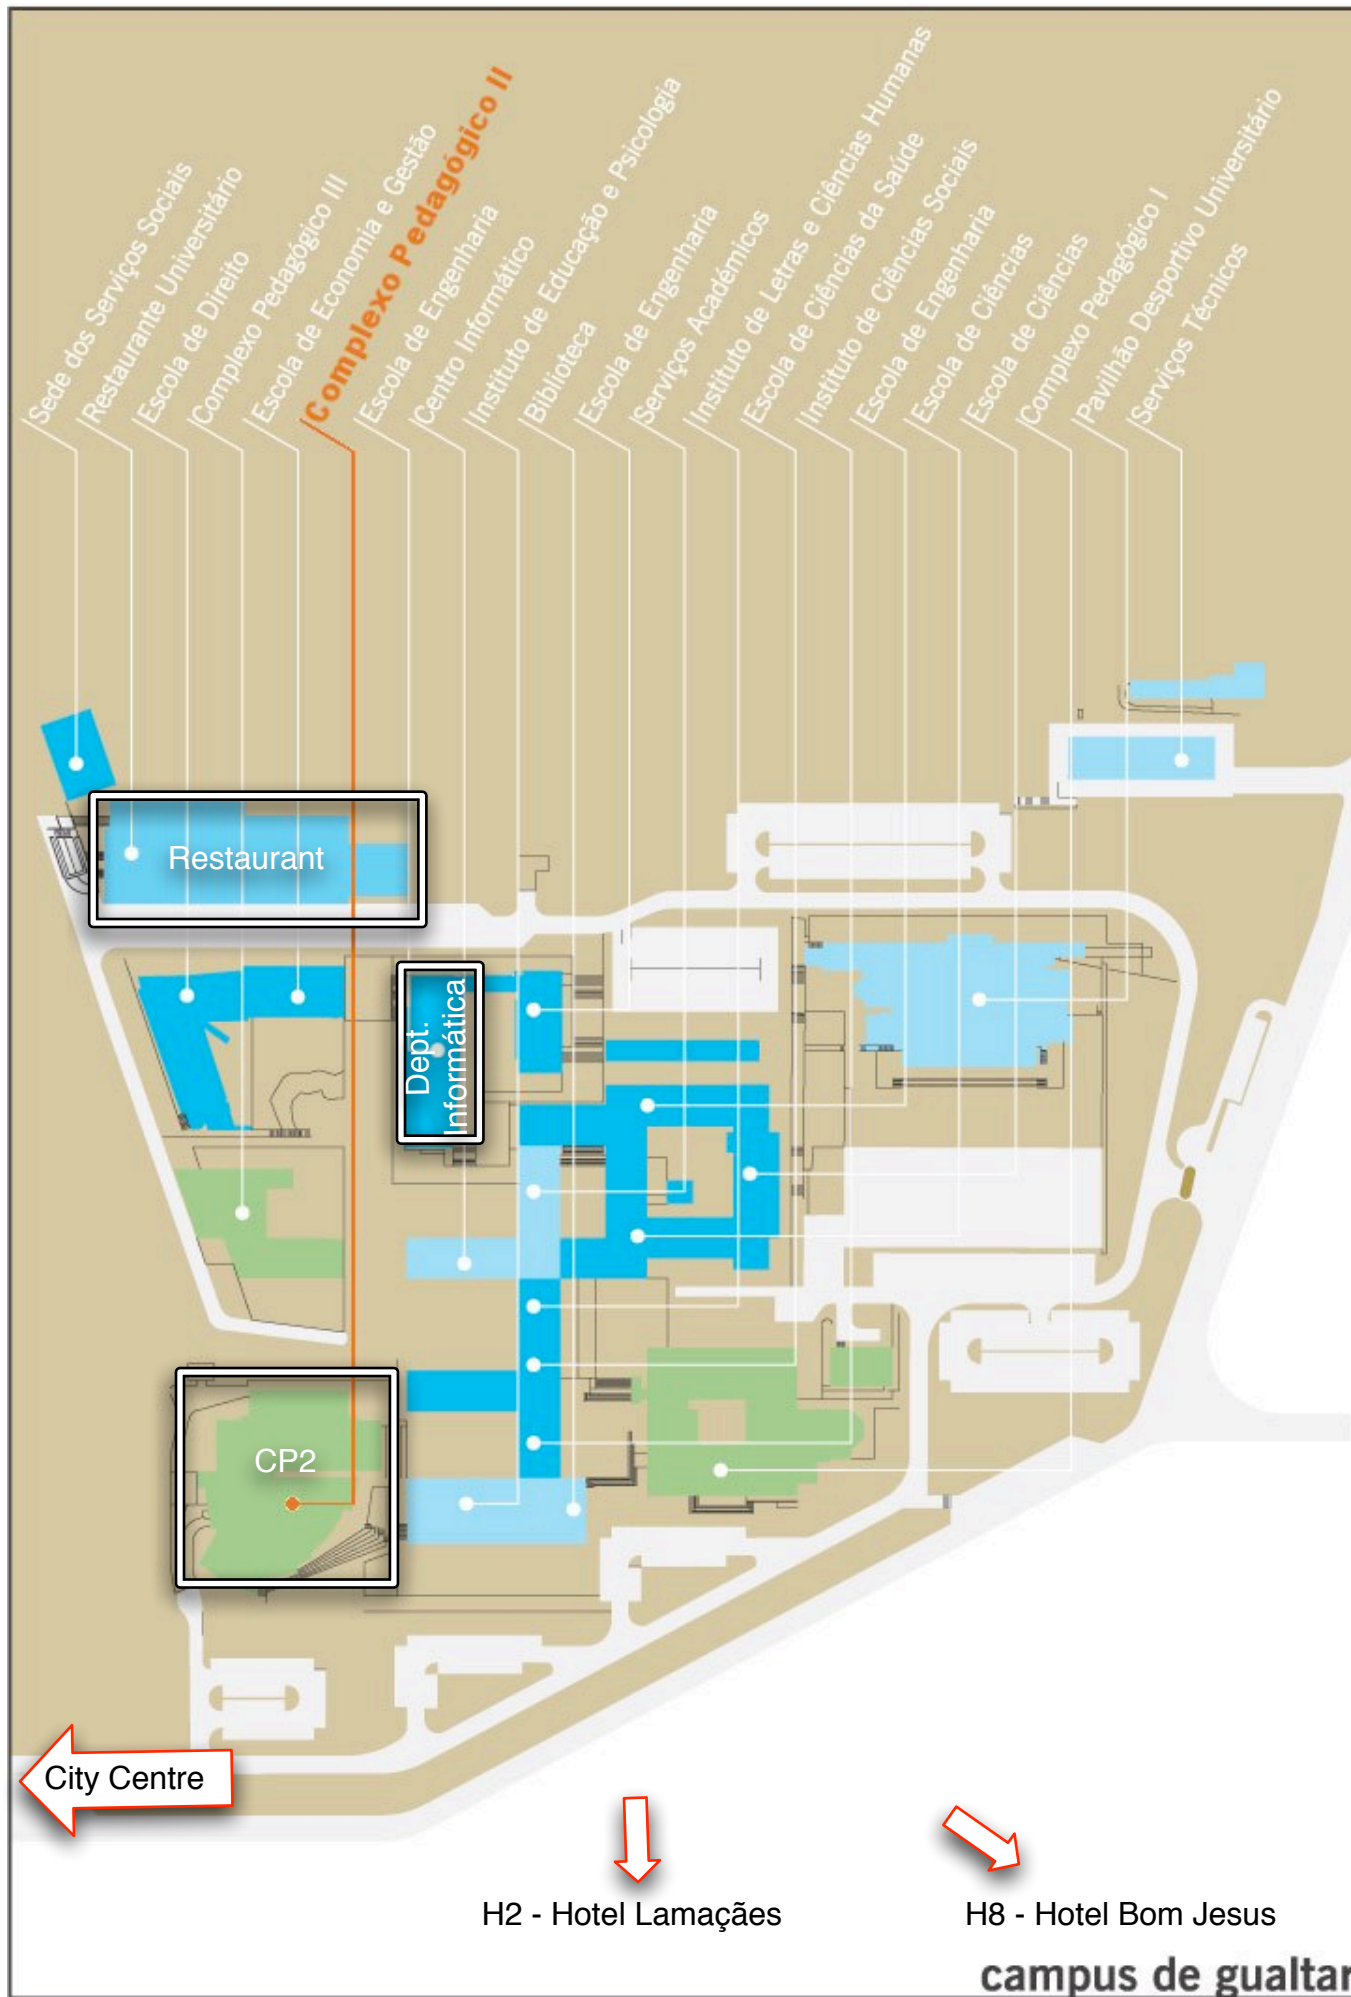 Sede dos Serviços Sociais
Restaurante Universitário
Escola de Direito
Complexo Pedagógico III
Escola de Economia e Gestão
Complexo Pedagógico II
Escola de Engenharia
Centro Informático
Instituto de Educação e Psicologia
Biblioteca
Escola de Engenharia
Serviços Académicos
Instituto de Letras e Ciências Humanas
Escola de Ciências da Saúde
Instituto de Ciências Sociais
Escola de Engenharia
Escola de Ciências
Escola de Ciências
Complexo Pedagógico I
Pavilhão Desportivo Universitário
Serviços Técnicos
Restaurant
Dept.
Informática
CP2
City Centre
H2 - Hotel Lamaçães
H8 - Hotel Bom Jesus
campus de gualtar